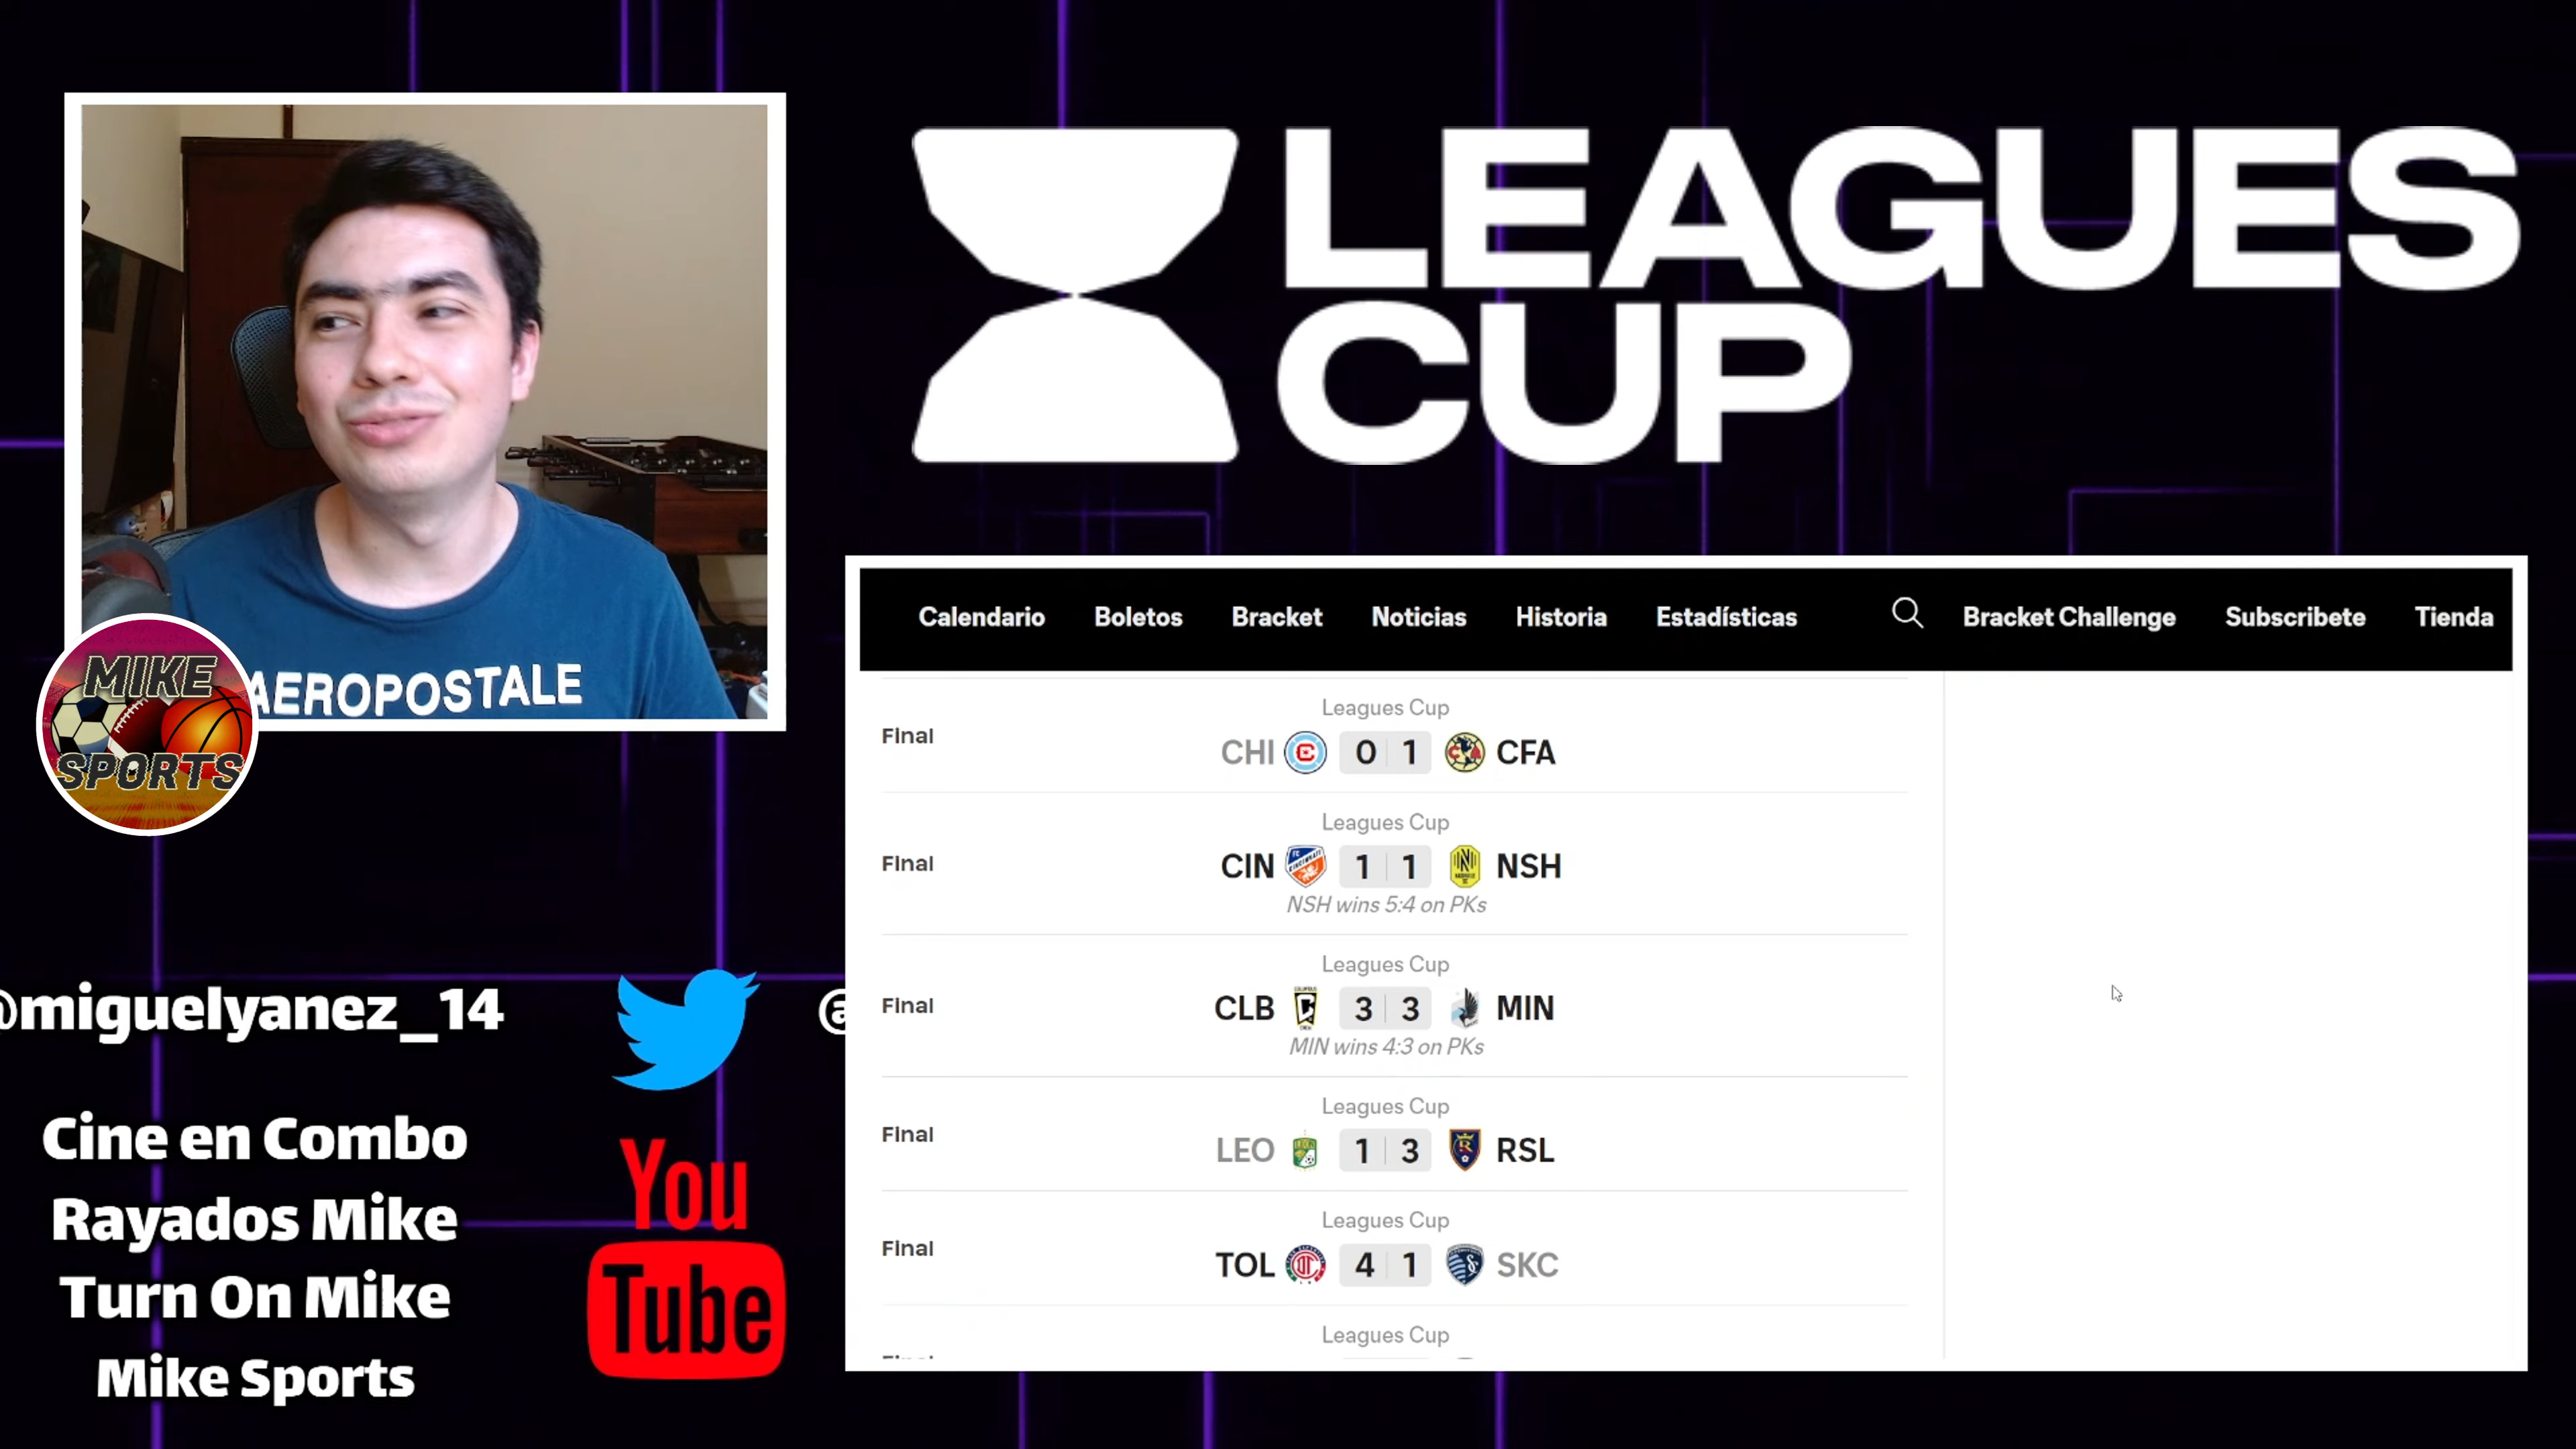 LEAGUES
CUP
AEROPOSTALE
MIKE
SPORTS
@miguelyanez_14
Cine en Combo
Rayados Mike
Turn On Mike
Mike Sports
You
Tube
Calendario Boletos Bracket Noticias Historia Estadísticas Bracket Challenge Subscribete Tienda
Leagues Cup
FInal CHI 0 1 CFA
Leagues Cup
FInal CIN 1 1 NSH
NSH wins 5:4 on PKs
Leagues Cup
FInal CLB 3 3 MIN
MIN wins 4:3 on PKs
Leagues Cup
FInal LEO 1 3 RSL
Leagues Cup
FInal TOL 4 1 SKC
Leagues Cup